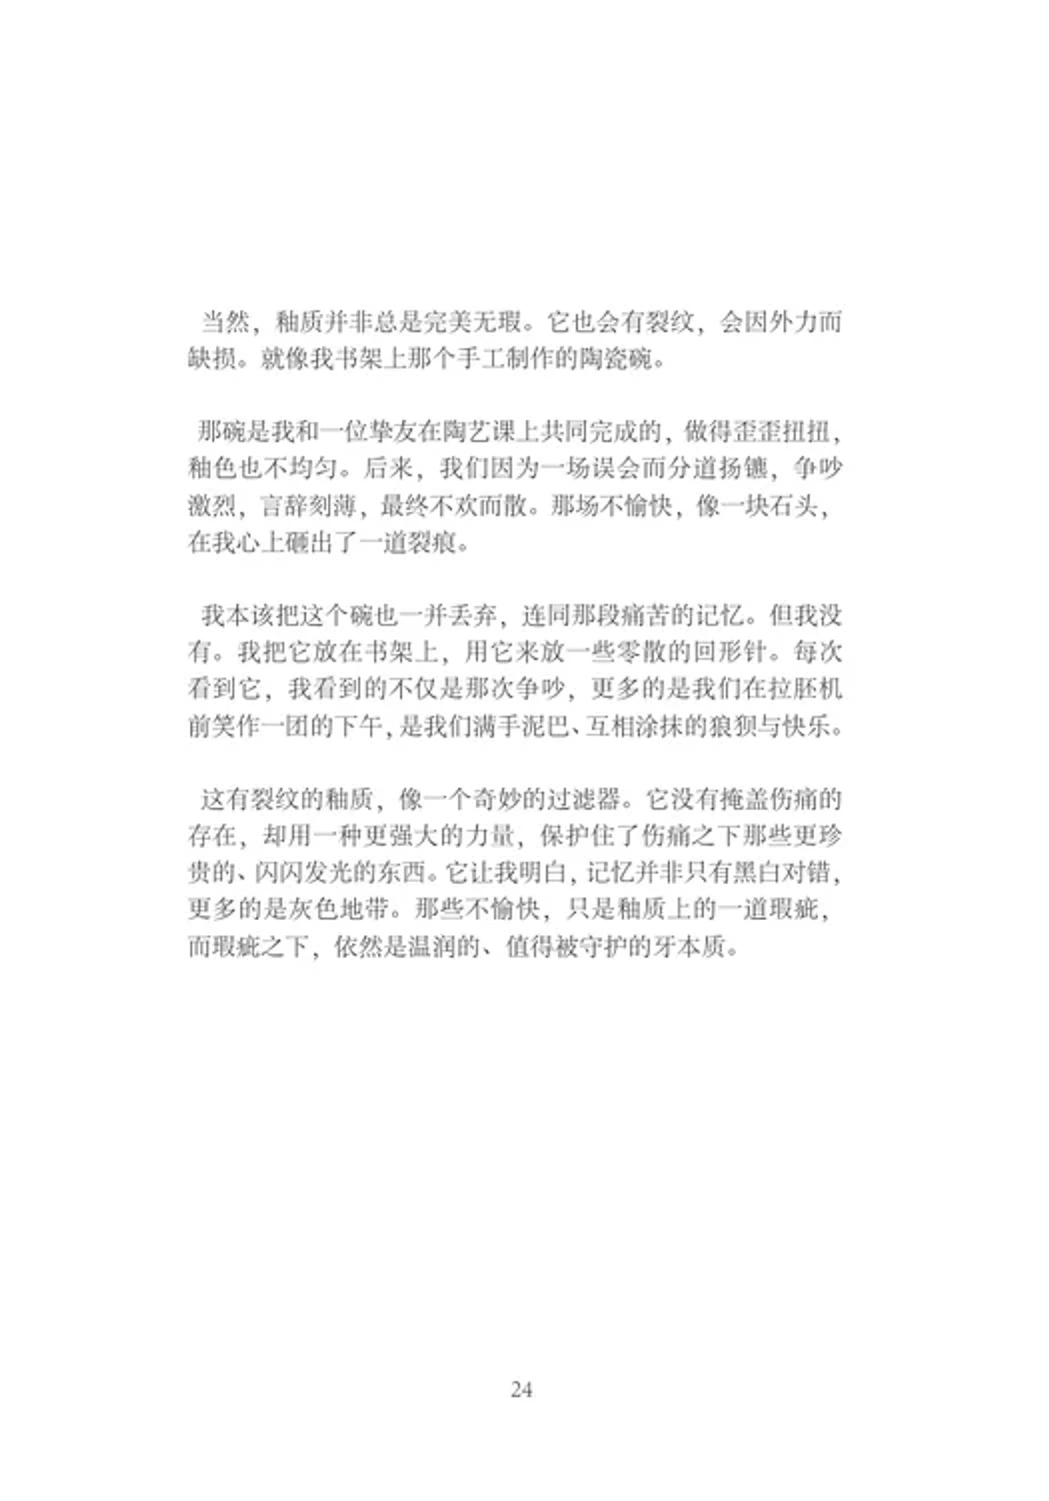 当然，釉质并非总是完美无瑕。它也会有裂纹，会因外力而
缺损。就像我书架上那个手工制作的陶瓷碗。
那碗是我和一位挚友在陶艺课上共同完成的，做得歪歪扭扭，
釉色也不均匀。后来，我们因为一场误会而分道扬镳，争吵
激烈，言辞刻薄，最终不欢而散。那场不愉快，像一块石头，
在我心上砸出了一道裂痕。
我本该把这个碗也一并丢弃，连同那段痛苦的记忆。但我没
有。我把它放在书架上，用它来放一些零散的回形针。每次
看到它，我看到的不仅是那次争吵，更多的是我们在拉胚机
前笑作一团的下午，是我们满手泥巴、互相涂抹的狼狈与快乐。
这有裂纹的釉质，像一个奇妙的过滤器。它没有掩盖伤痛的
存在，却用一种更强大的力量，保护住了伤痛之下那些更珍
贵的、闪闪发光的东西。它让我明白，记忆并非只有黑白对错，
更多的是灰色地带。那些不愉快，只是釉质上的一道瑕疵，
而瑕疵之下，依然是温润的、值得被守护的牙本质。
24